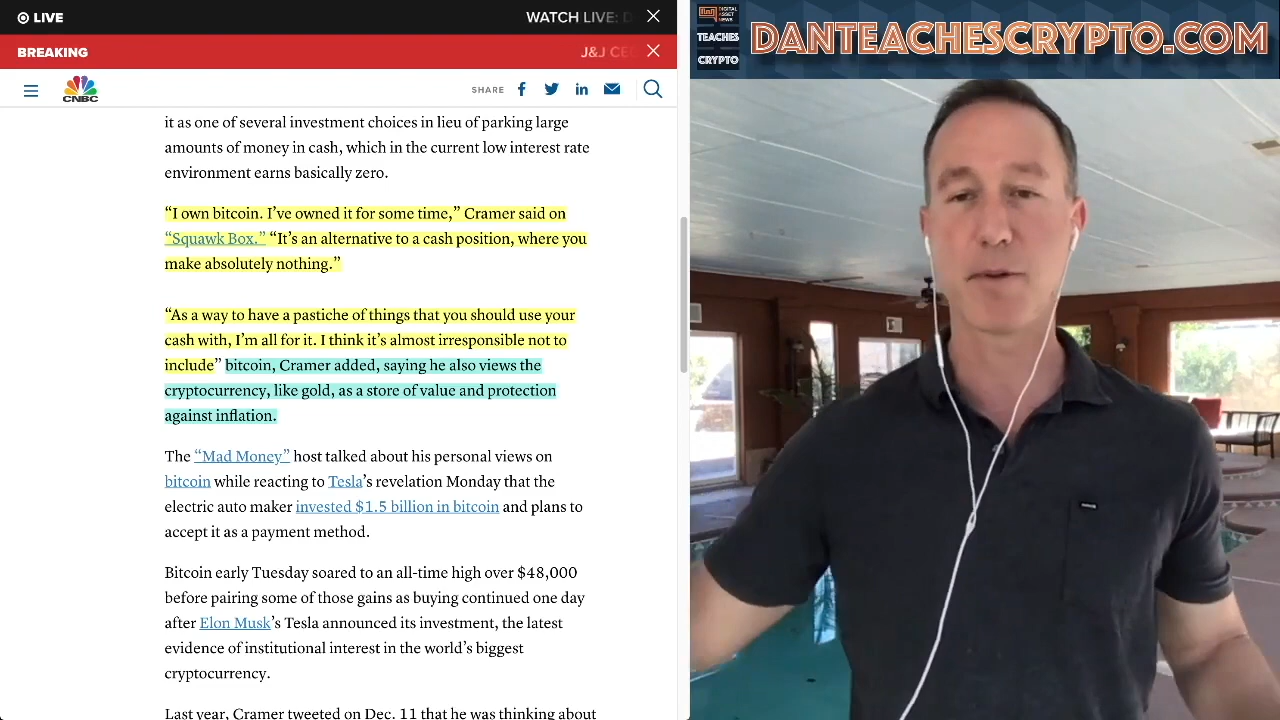 LIVE
WATCH LIVE:
BREAKING
J&J CE
CNBC
SHARE
it as one of several investment choices in lieu of parking large
amounts of money in cash, which in the current low interest rate
environment earns basically zero.
“I own bitcoin. I’ve owned it for some time,” Cramer said on
“Squawk Box.” “It’s an alternative to a cash position, where you
make absolutely nothing.”
“As a way to have a pastiche of things that you should use your
cash with, I’m all for it. I think it’s almost irresponsible not to
include” bitcoin, Cramer added, saying he also views the
cryptocurrency, like gold, as a store of value and protection
against inflation.
The “Mad Money” host talked about his personal views on
bitcoin while reacting to Tesla’s revelation Monday that the
electric auto maker invested $1.5 billion in bitcoin and plans to
accept it as a payment method.
Bitcoin early Tuesday soared to an all-time high over $48,000
before pairing some of those gains as buying continued one day
after Elon Musk’s Tesla announced its investment, the latest
evidence of institutional interest in the world’s biggest
cryptocurrency.
Last year, Cramer tweeted on Dec. 11 that he was thinking about
DIGITAL
ASSET
NEWS
TEACHES
CRYPTO
DANTEACHESCRYPTO.COM